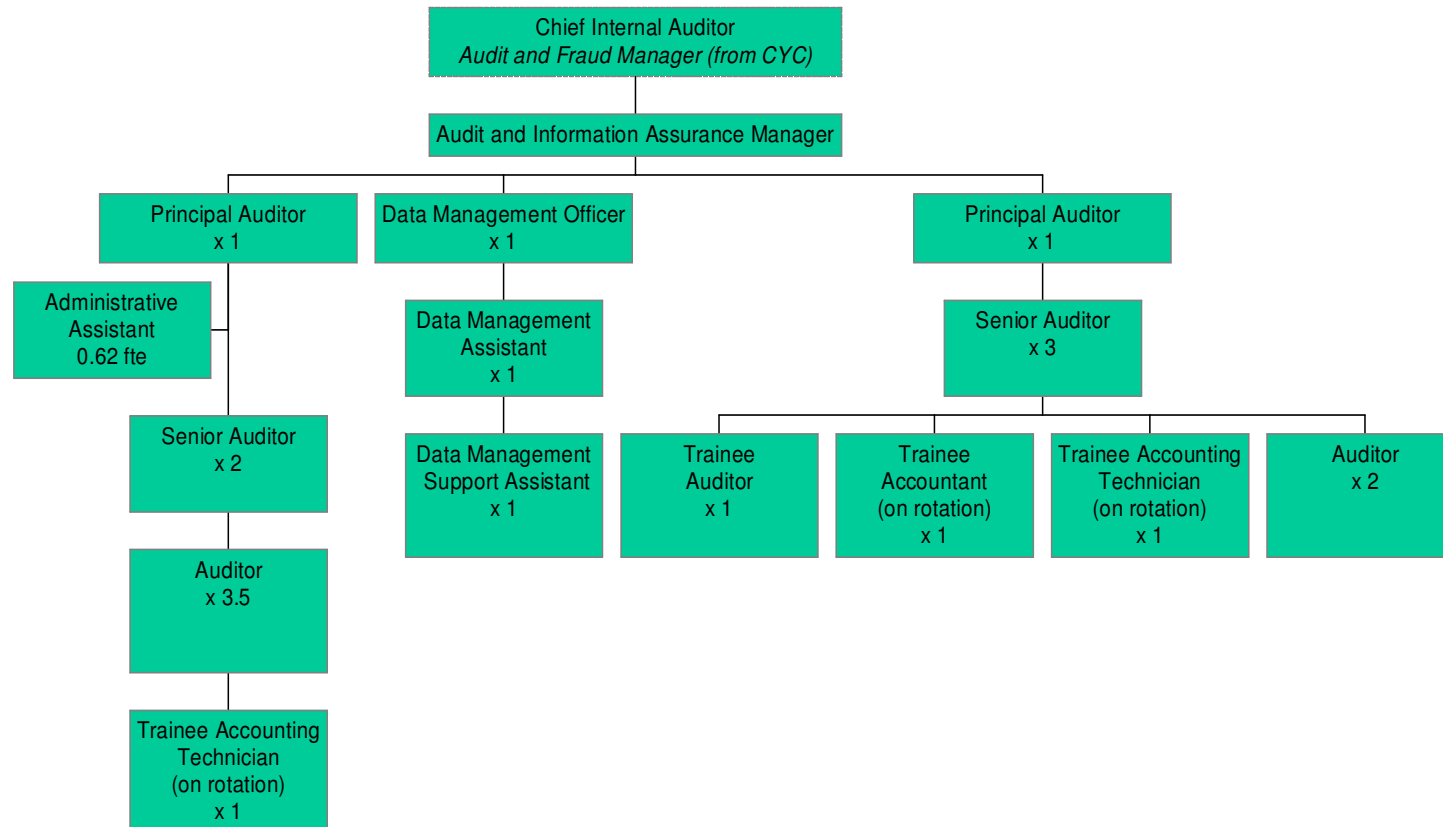 Chief Internal Auditor
Audit and Fraud Manager (from CYC)
Audit and Information Assurance Manager
Principal Auditor
x 1
Data Management Officer
x 1
Principal Auditor
x 1
Administrative
Assistant
0.62 fte
Data Management
Assistant
x 1
Senior Auditor
x 3
Senior Auditor
x 2
Data Management
Support Assistant
x 1
Trainee
Auditor
x 1
Trainee
Accountant
(on rotation)
x 1
Trainee Accounting
Technician
(on rotation)
x 1
Auditor
x 2
Auditor
x 3.5
Trainee Accounting
Technician
(on rotation)
x 1